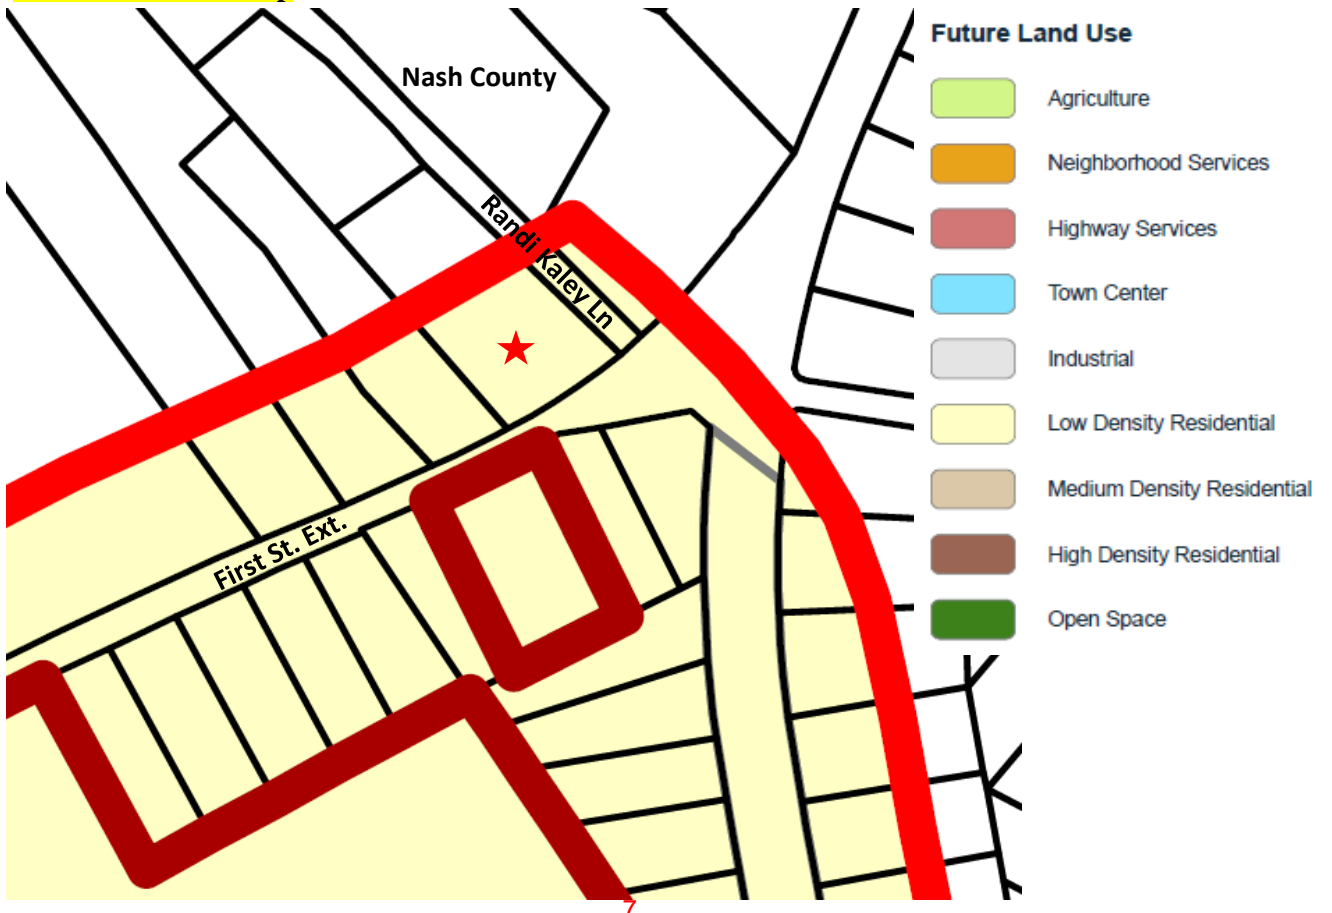 Nash County
Randi Kaley Ln
First St. Ext.
Future Land Use
Agriculture
Neighborhood Services
Highway Services
Town Center
Industrial
Low Density Residential
Medium Density Residential
High Density Residential
Open Space
7